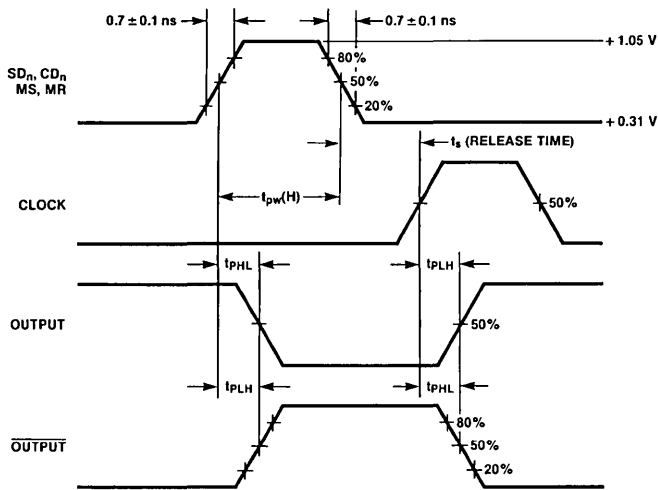 0.7 ± 0.1 ns
0.7 ± 0.1 ns
+ 1.05 V
80%
SDn, CDn
MS, MR
50%
20%
+ 0.31 V
ts (RELEASE TIME)
CLOCK
tpw(H)
50%
tPHL
tPLH
OUTPUT
50%
tPLH
tPHL
80%
OUTPUT
50%
20%